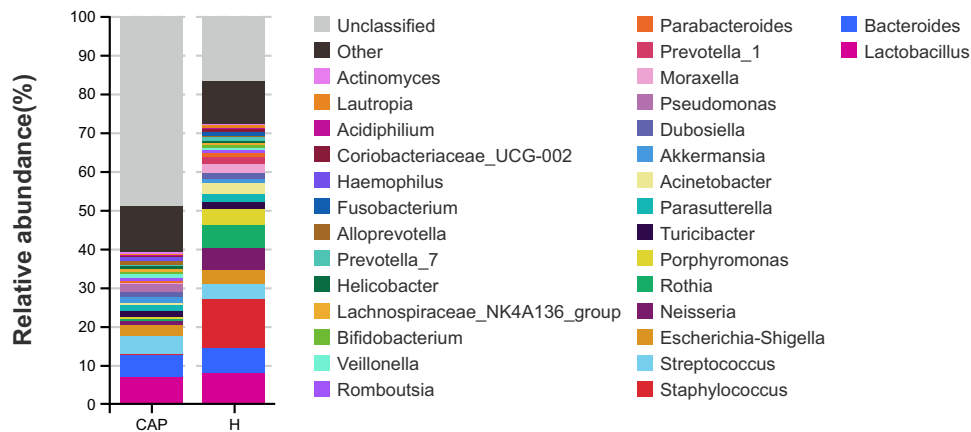 Relative abundance(%)
100
90
80
70
60
50
40
30
20
10
0
CAP
H
Unclassified
Other
Actinomyces
Lautropia
Acidiphilium
Coriobacteriaceae_UCG-002
Haemophilus
Fusobacterium
Alloprevotella
Prevotella_7
Helicobacter
Lachnospiraceae_NK4A136_group
Bifidobacterium
Veillonella
Romboutsia
Parabacteroides
Prevotella_1
Moraxella
Pseudomonas
Dubosiella
Akkermansia
Acinetobacter
Parasutterella
Turicibacter
Porphyromonas
Rothia
Neisseria
Escherichia-Shigella
Streptococcus
Staphylococcus
Bacteroides
Lactobacillus